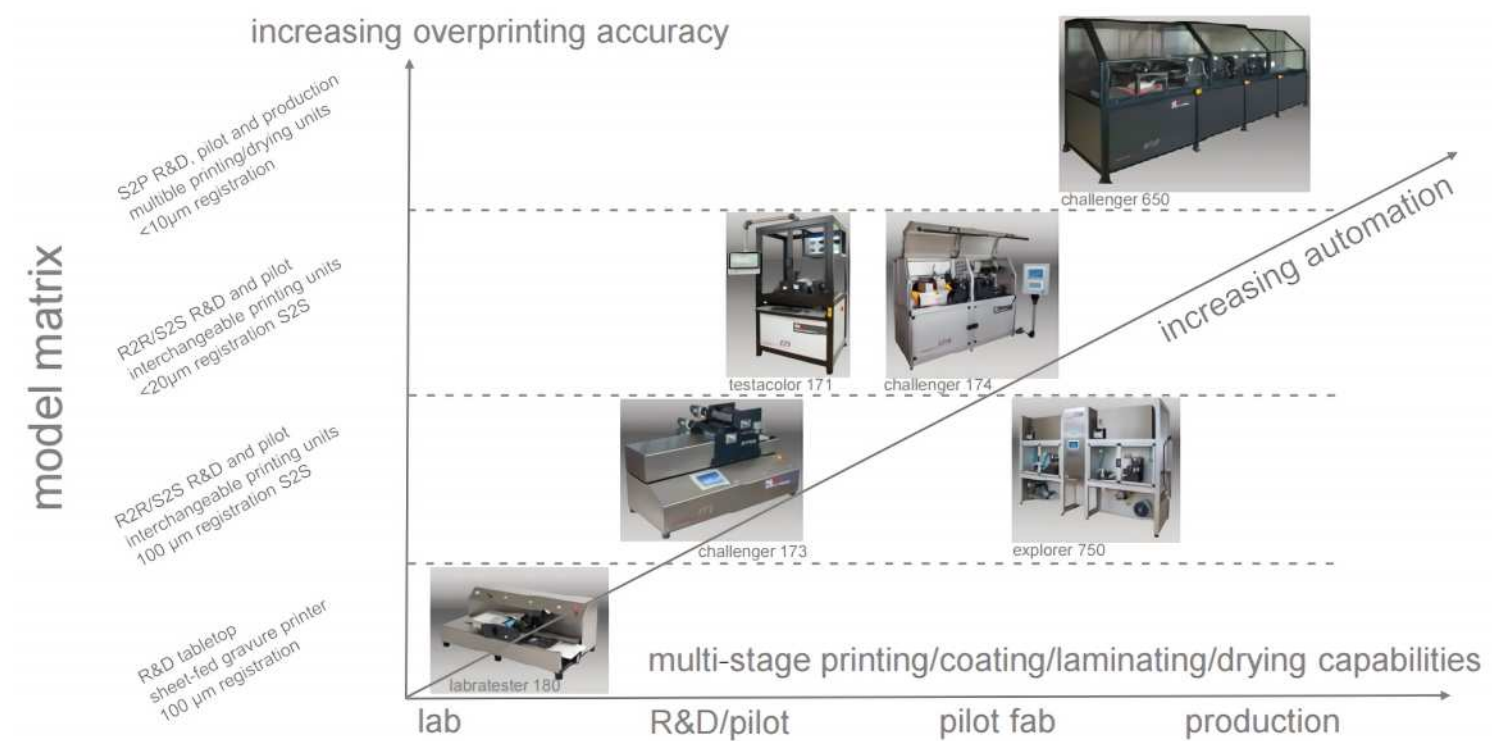 increasing overprinting accuracy
model matrix
S2P R&D, pilot and production
multible printing/drying units
<10µm registration
R2R/S2S R&D and pilot
interchangeable printing units
<20µm registration S2S
R2R/S2S R&D and pilot
interchangeable printing units
100 µm registration S2S
R&D tabletop
sheet-fed gravure printer
100 µm registration
challenger 650
increasing automation
testacolor 171
challenger 174
challenger 173
explorer 750
labratester 180
multi-stage printing/coating/laminating/drying capabilities
lab
R&D/pilot
pilot fab
production